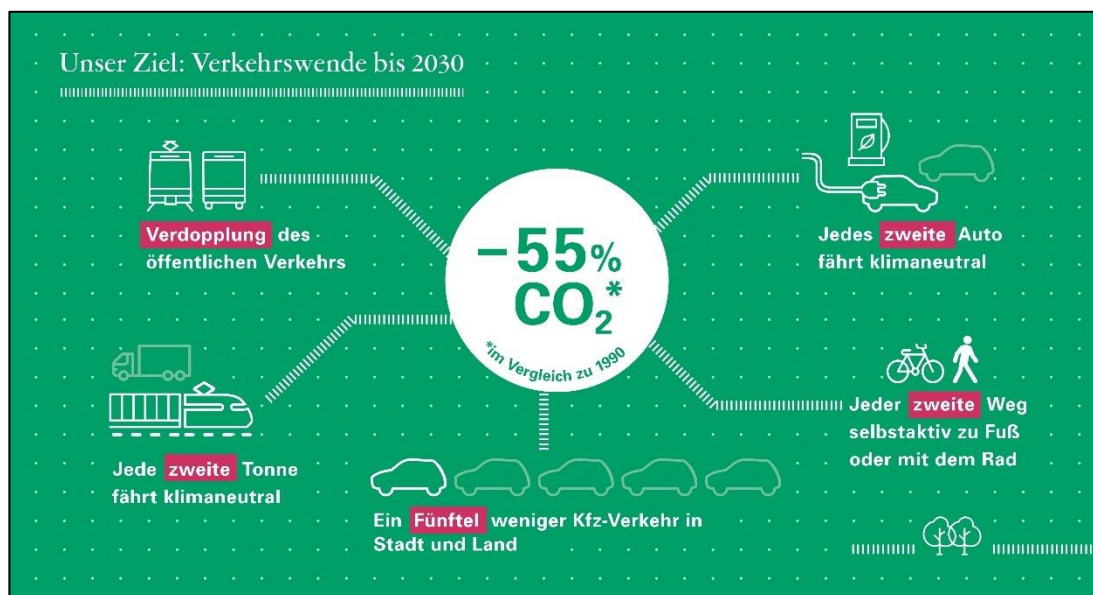 Unser Ziel: Verkehrswende bis 2030
Verdopplung des
öffentlichen Verkehrs
Jedes zweite Auto
fährt klimaneutral
– 55%
CO₂*
*im Vergleich zu 1990
Jede zweite Tonne
fährt klimaneutral
Jeder zweite Weg
selbstaktiv zu Fuß
oder mit dem Rad
Ein Fünftel weniger Kfz-Verkehr in
Stadt und Land